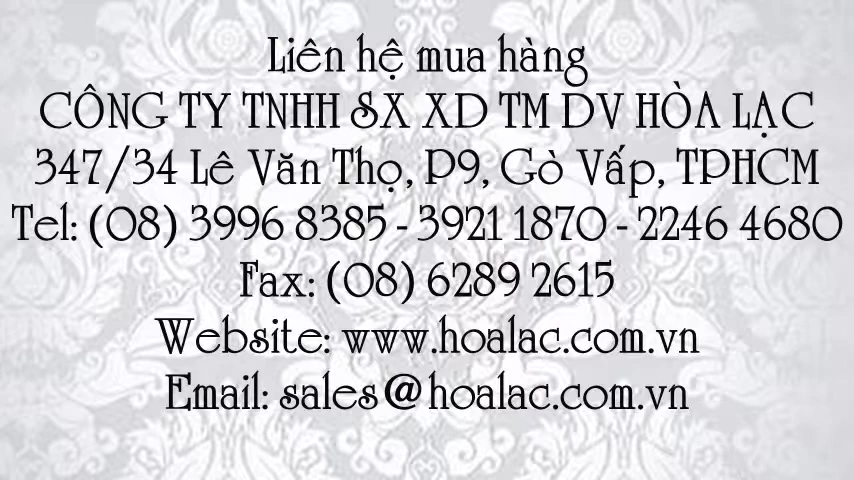 Liên hệ mua hàng
CÔNG TY TNHH SX XD TM DV HÒA LẠC
347/34 Lê Văn Thọ, P9, Gò Vấp, TPHCM
Tel: (08) 3996 8385 - 3921 1870 - 2246 4680
Fax: (08) 6289 2615
Website: www.hoalac.com.vn
Email: sales@hoalac.com.vn